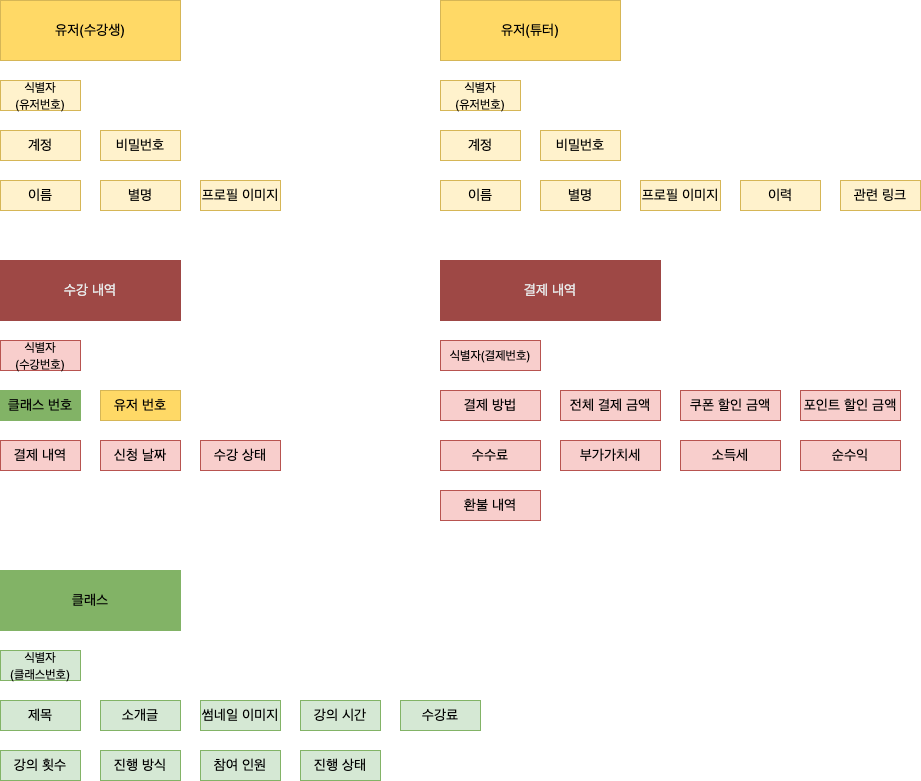 유저(수강생)
유저(튜터)
식별자
(유저번호)
식별자
(유저번호)
계정
비밀번호
계정
비밀번호
이름
별명
프로필 이미지
이름
별명
프로필 이미지
이력
관련 링크
수강 내역
결제 내역
식별자
(수강번호)
식별자(결제번호)
클래스 번호
유저 번호
결제 방법
전체 결제 금액
쿠폰 할인 금액
포인트 할인 금액
결제 내역
신청 날짜
수강 상태
수수료
부가가치세
소득세
순수익
환불 내역
클래스
식별자
(클래스번호)
제목
소개글
썸네일 이미지
강의 시간
수강료
강의 횟수
진행 방식
참여 인원
진행 상태